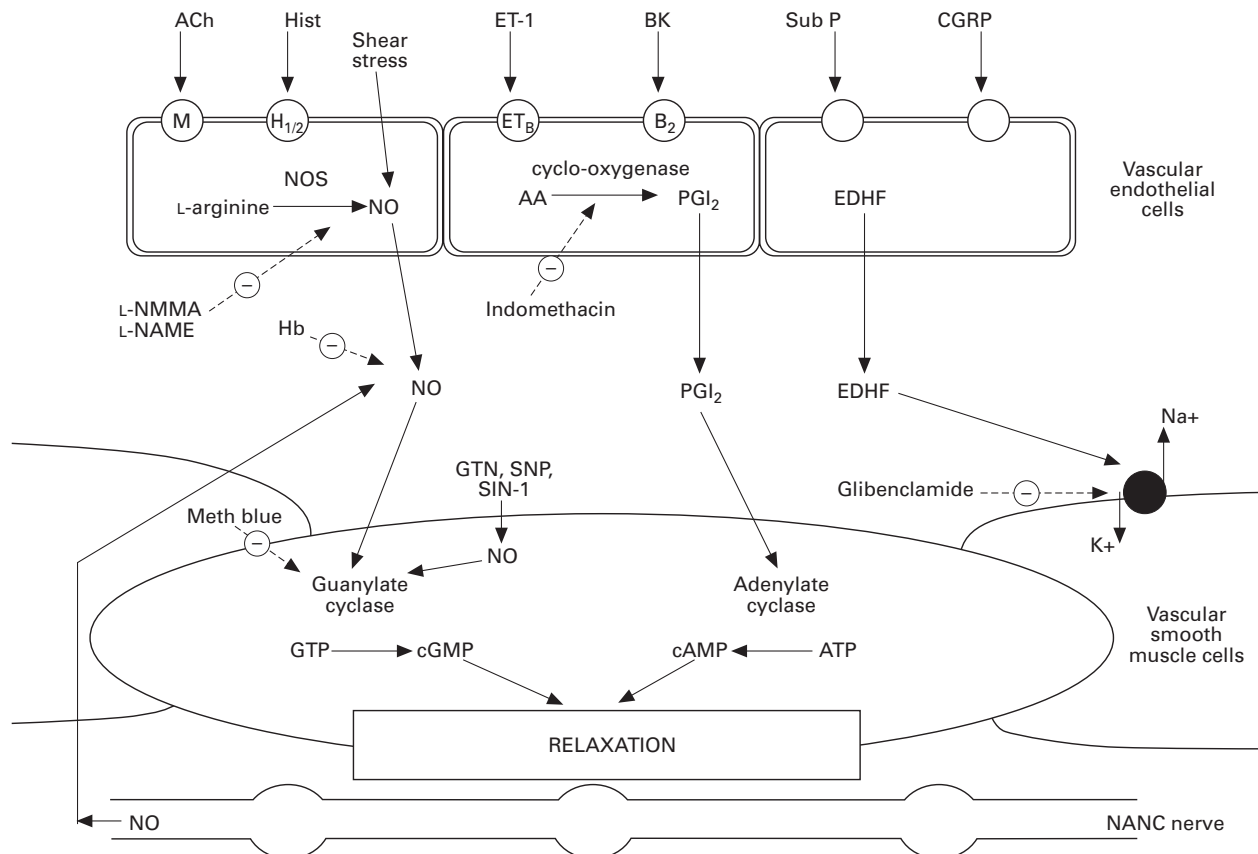 ACh
Hist
Shear
stress
ET-1
BK
Sub P
CGRP
M
H1/2
ETB
B2
NOS
L-arginine
NO
cyclo-oxygenase
AA
PGI2
EDHF
Vascular
endothelial
cells
−
L-NMMA
L-NAME
−
Indomethacin
Hb
−
NO
PGI2
EDHF
Na+
GTN, SNP,
SIN-1
Glibenclamide
−
K+
Meth blue
−
NO
Guanylate
cyclase
Adenylate
cyclase
GTP
cGMP
cAMP
ATP
Vascular
smooth
muscle cells
RELAXATION
NO
NANC nerve